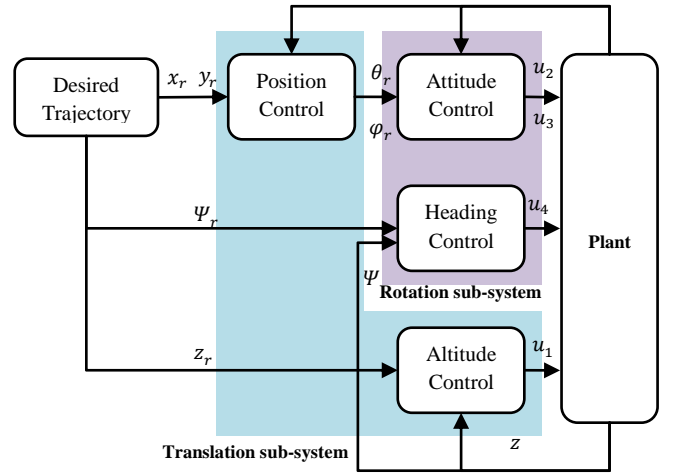 Desired
Trajectory
x_r y_r
Position
Control
θ_r
φ_r
Attitude
Control
u_2
u_3
Ψ_r
Heading
Control
u_4
Ψ
Rotation sub-system
Plant
z_r
Altitude
Control
u_1
z
Translation sub-system